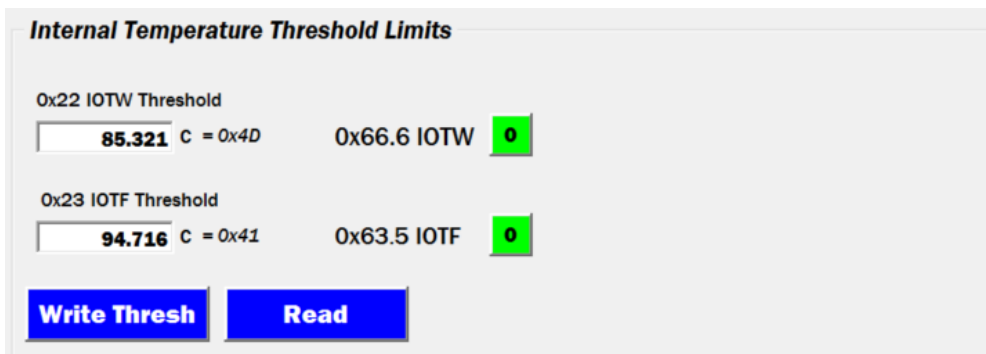 Internal Temperature Threshold Limits
0x22 IOTW Threshold
85.321 C = 0x4D 0x66.6 IOTW 0
0x23 IOTF Threshold
94.716 C = 0x41 0x63.5 IOTF 0
Write Thresh Read